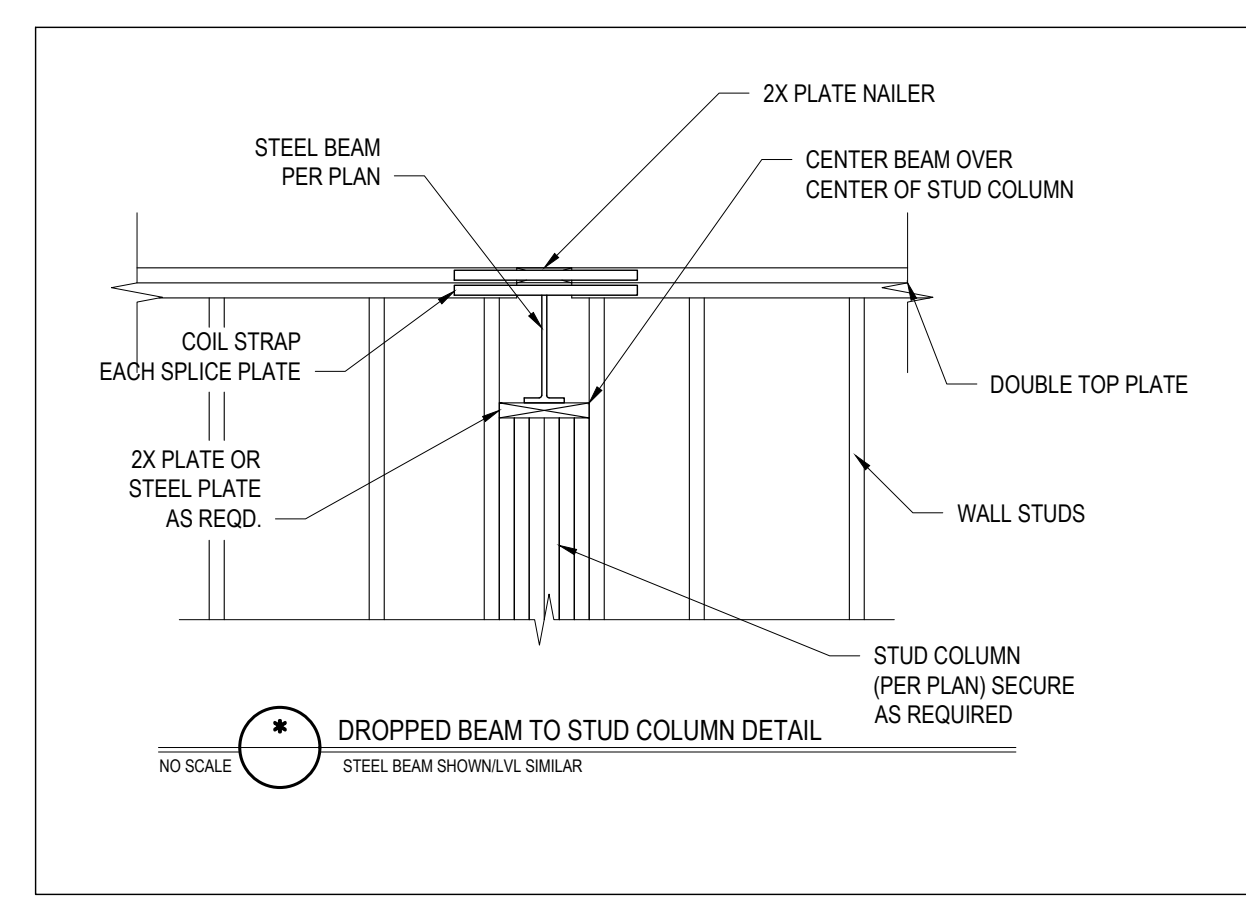 2X PLATE NAILER
STEEL BEAM
PER PLAN
CENTER BEAM OVER
CENTER OF STUD COLUMN
COIL STRAP
EACH SPLICE PLATE
DOUBLE TOP PLATE
2X PLATE OR
STEEL PLATE
AS REQD.
WALL STUDS
STUD COLUMN
(PER PLAN) SECURE
AS REQUIRED
*
DROPPED BEAM TO STUD COLUMN DETAIL
NO SCALE
STEEL BEAM SHOWN/LVL SIMILAR